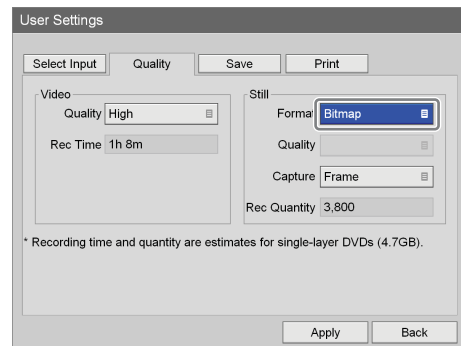 User Settings
Select Input Quality Save Print
Video
Quality High
Rec Time 1h 8m
Still
Format Bitmap
Quality
Capture Frame
Rec Quantity 3,800
* Recording time and quantity are estimates for single-layer DVDs (4.7GB).
Apply Back